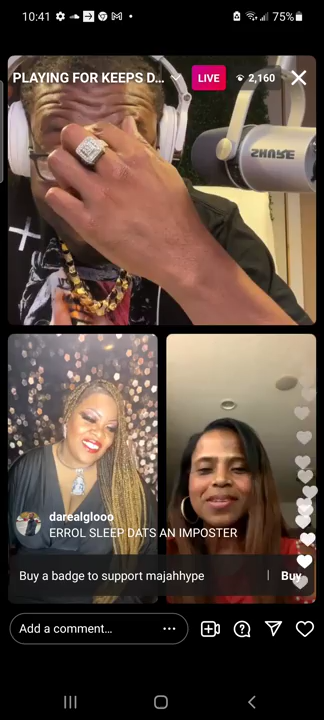 10:41
75%
PLAYING FOR KEEPS D...
LIVE
2,160
SHURE
darealglooo
ERROL SLEEP DATS AN IMPOSTER
Buy a badge to support majahhype
Buy
Add a comment...